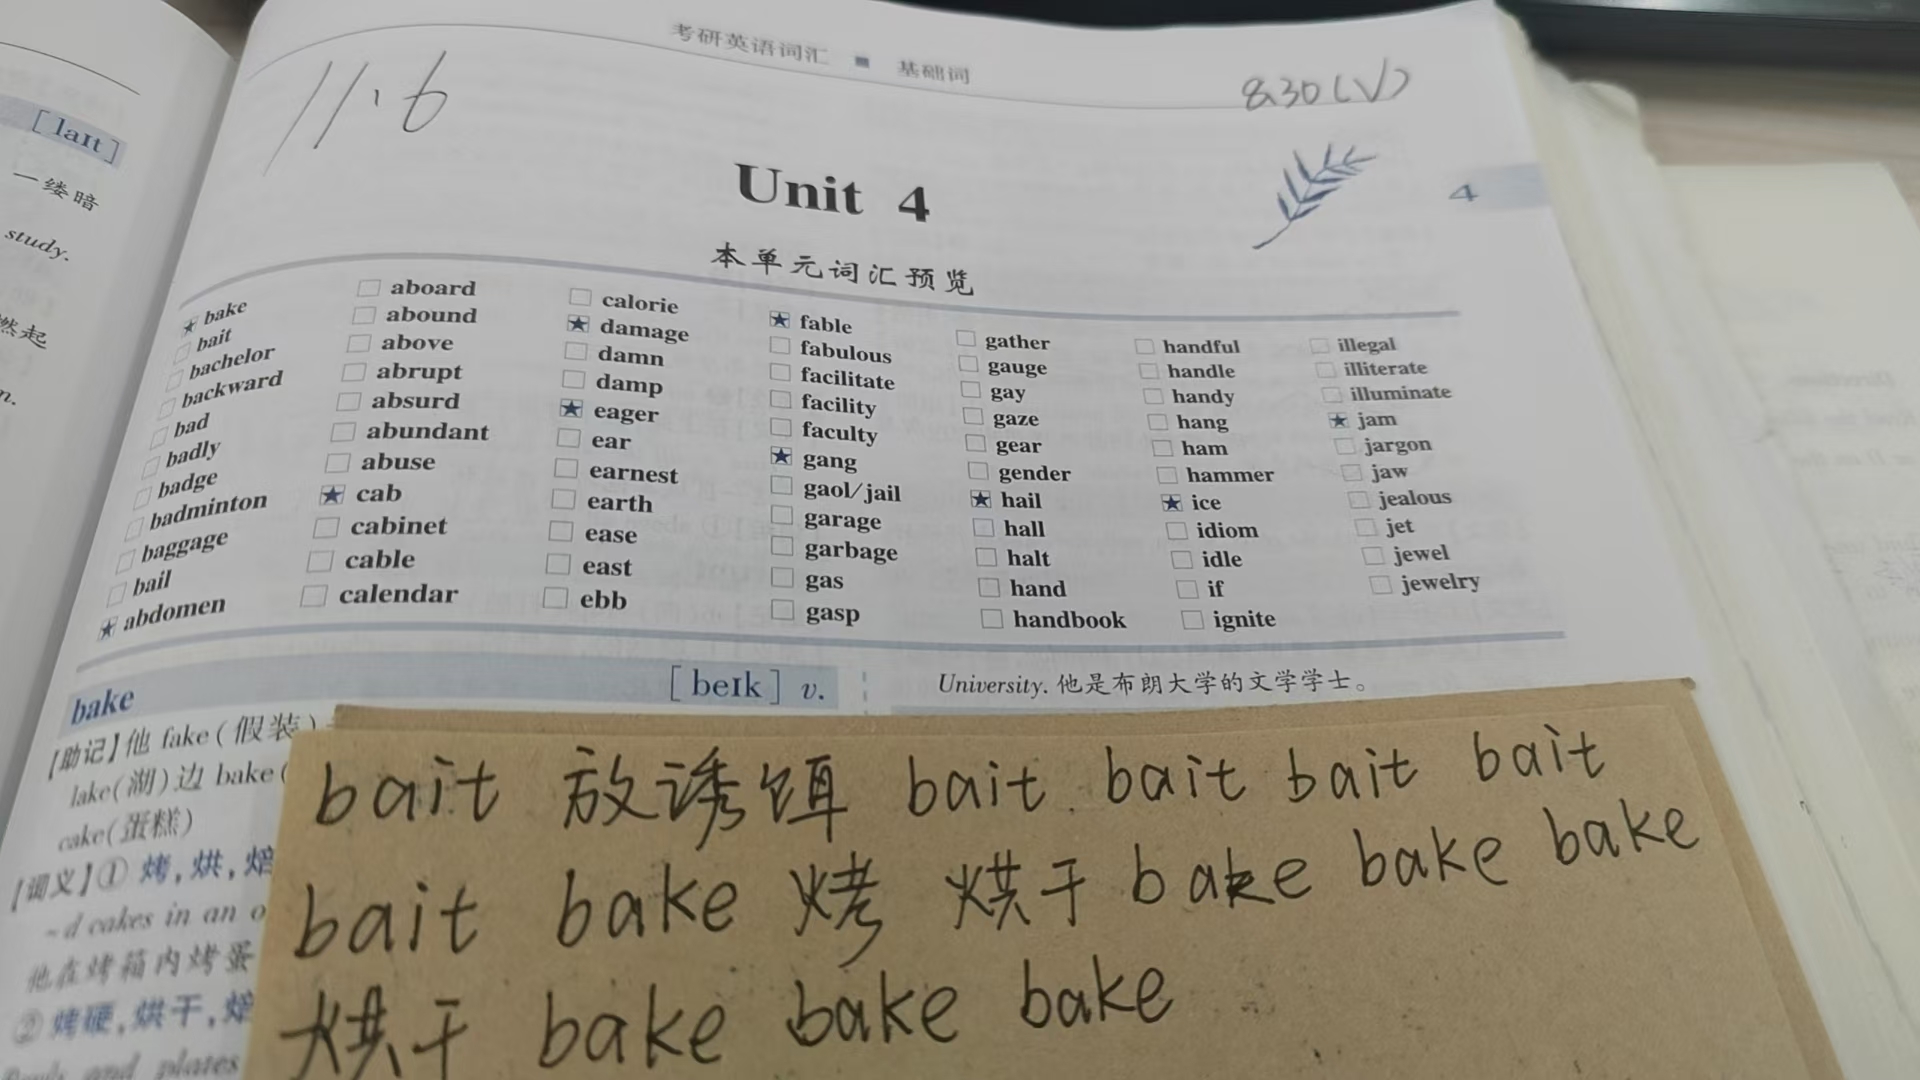 [laɪt]
一缕暗
study.
燃起
n.
考研英语词汇 ■ 基础词
11.6
8.30(√)
Unit 4
4
本单元词汇预览
★ bake
bait
bachelor
backward
bad
badly
badge
badminton
baggage
bail
★ abdomen
aboard
abound
above
abrupt
absurd
abundant
abuse
★ cab
cabinet
cable
calendar
calorie
★ damage
damn
damp
★ eager
ear
earnest
earth
ease
east
ebb
★ fable
fabulous
facilitate
facility
faculty
★ gang
gaol/jail
garage
garbage
gas
gasp
gather
gauge
gay
gaze
gear
gender
★ hail
hall
halt
hand
handbook
handful
handle
handy
hang
ham
hammer
★ ice
idiom
idle
if
ignite
illegal
illiterate
illuminate
★ jam
jargon
jaw
jealous
jet
jewel
jewelry
bake [beɪk] v.
[助记]他 fake(假装)
lake(湖)边 bake(
cake(蛋糕)
[词义]① 烤,烘,焙
~d cakes in an o
他在烤箱内烤蛋
② 烤硬,烘干,焙
and plates
University. 他是布朗大学的文学学士。
bait 放诱饵 bait bait bait bait
bait bake 烤 烘干 bake bake bake
烘干 bake bake bake